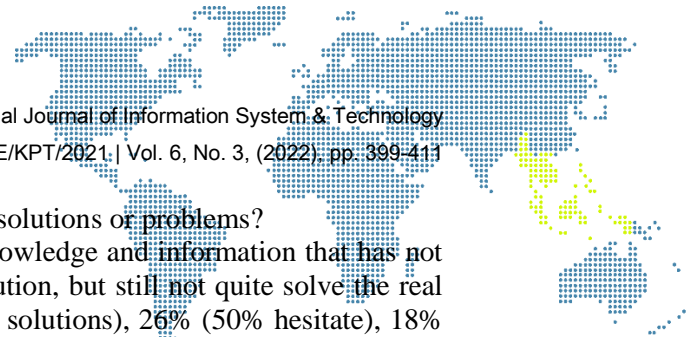 al Journal of Information System & Technology
E/KPT/2021 | Vol. 6, No. 3, (2022), pp. 399-411
solutions or problems?
owledge and information that has not
ution, but still not quite solve the real
solutions), 26% (50% hesitate), 18%